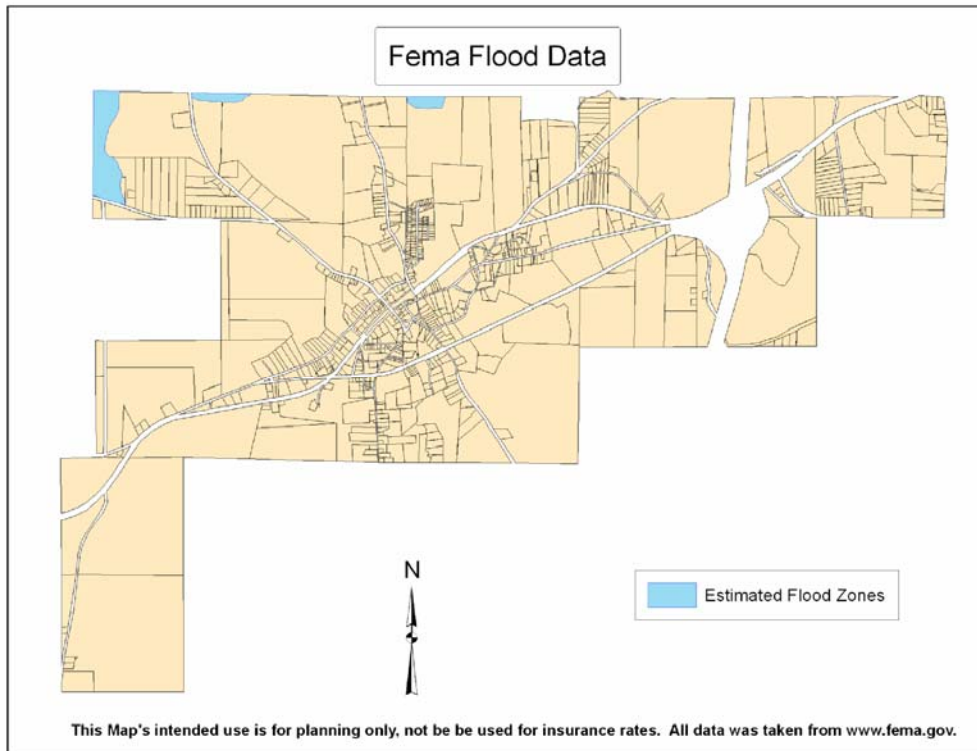 Fema Flood Data
N
Estimated Flood Zones
This Map's intended use is for planning only, not be be used for insurance rates.  All data was taken from www.fema.gov.